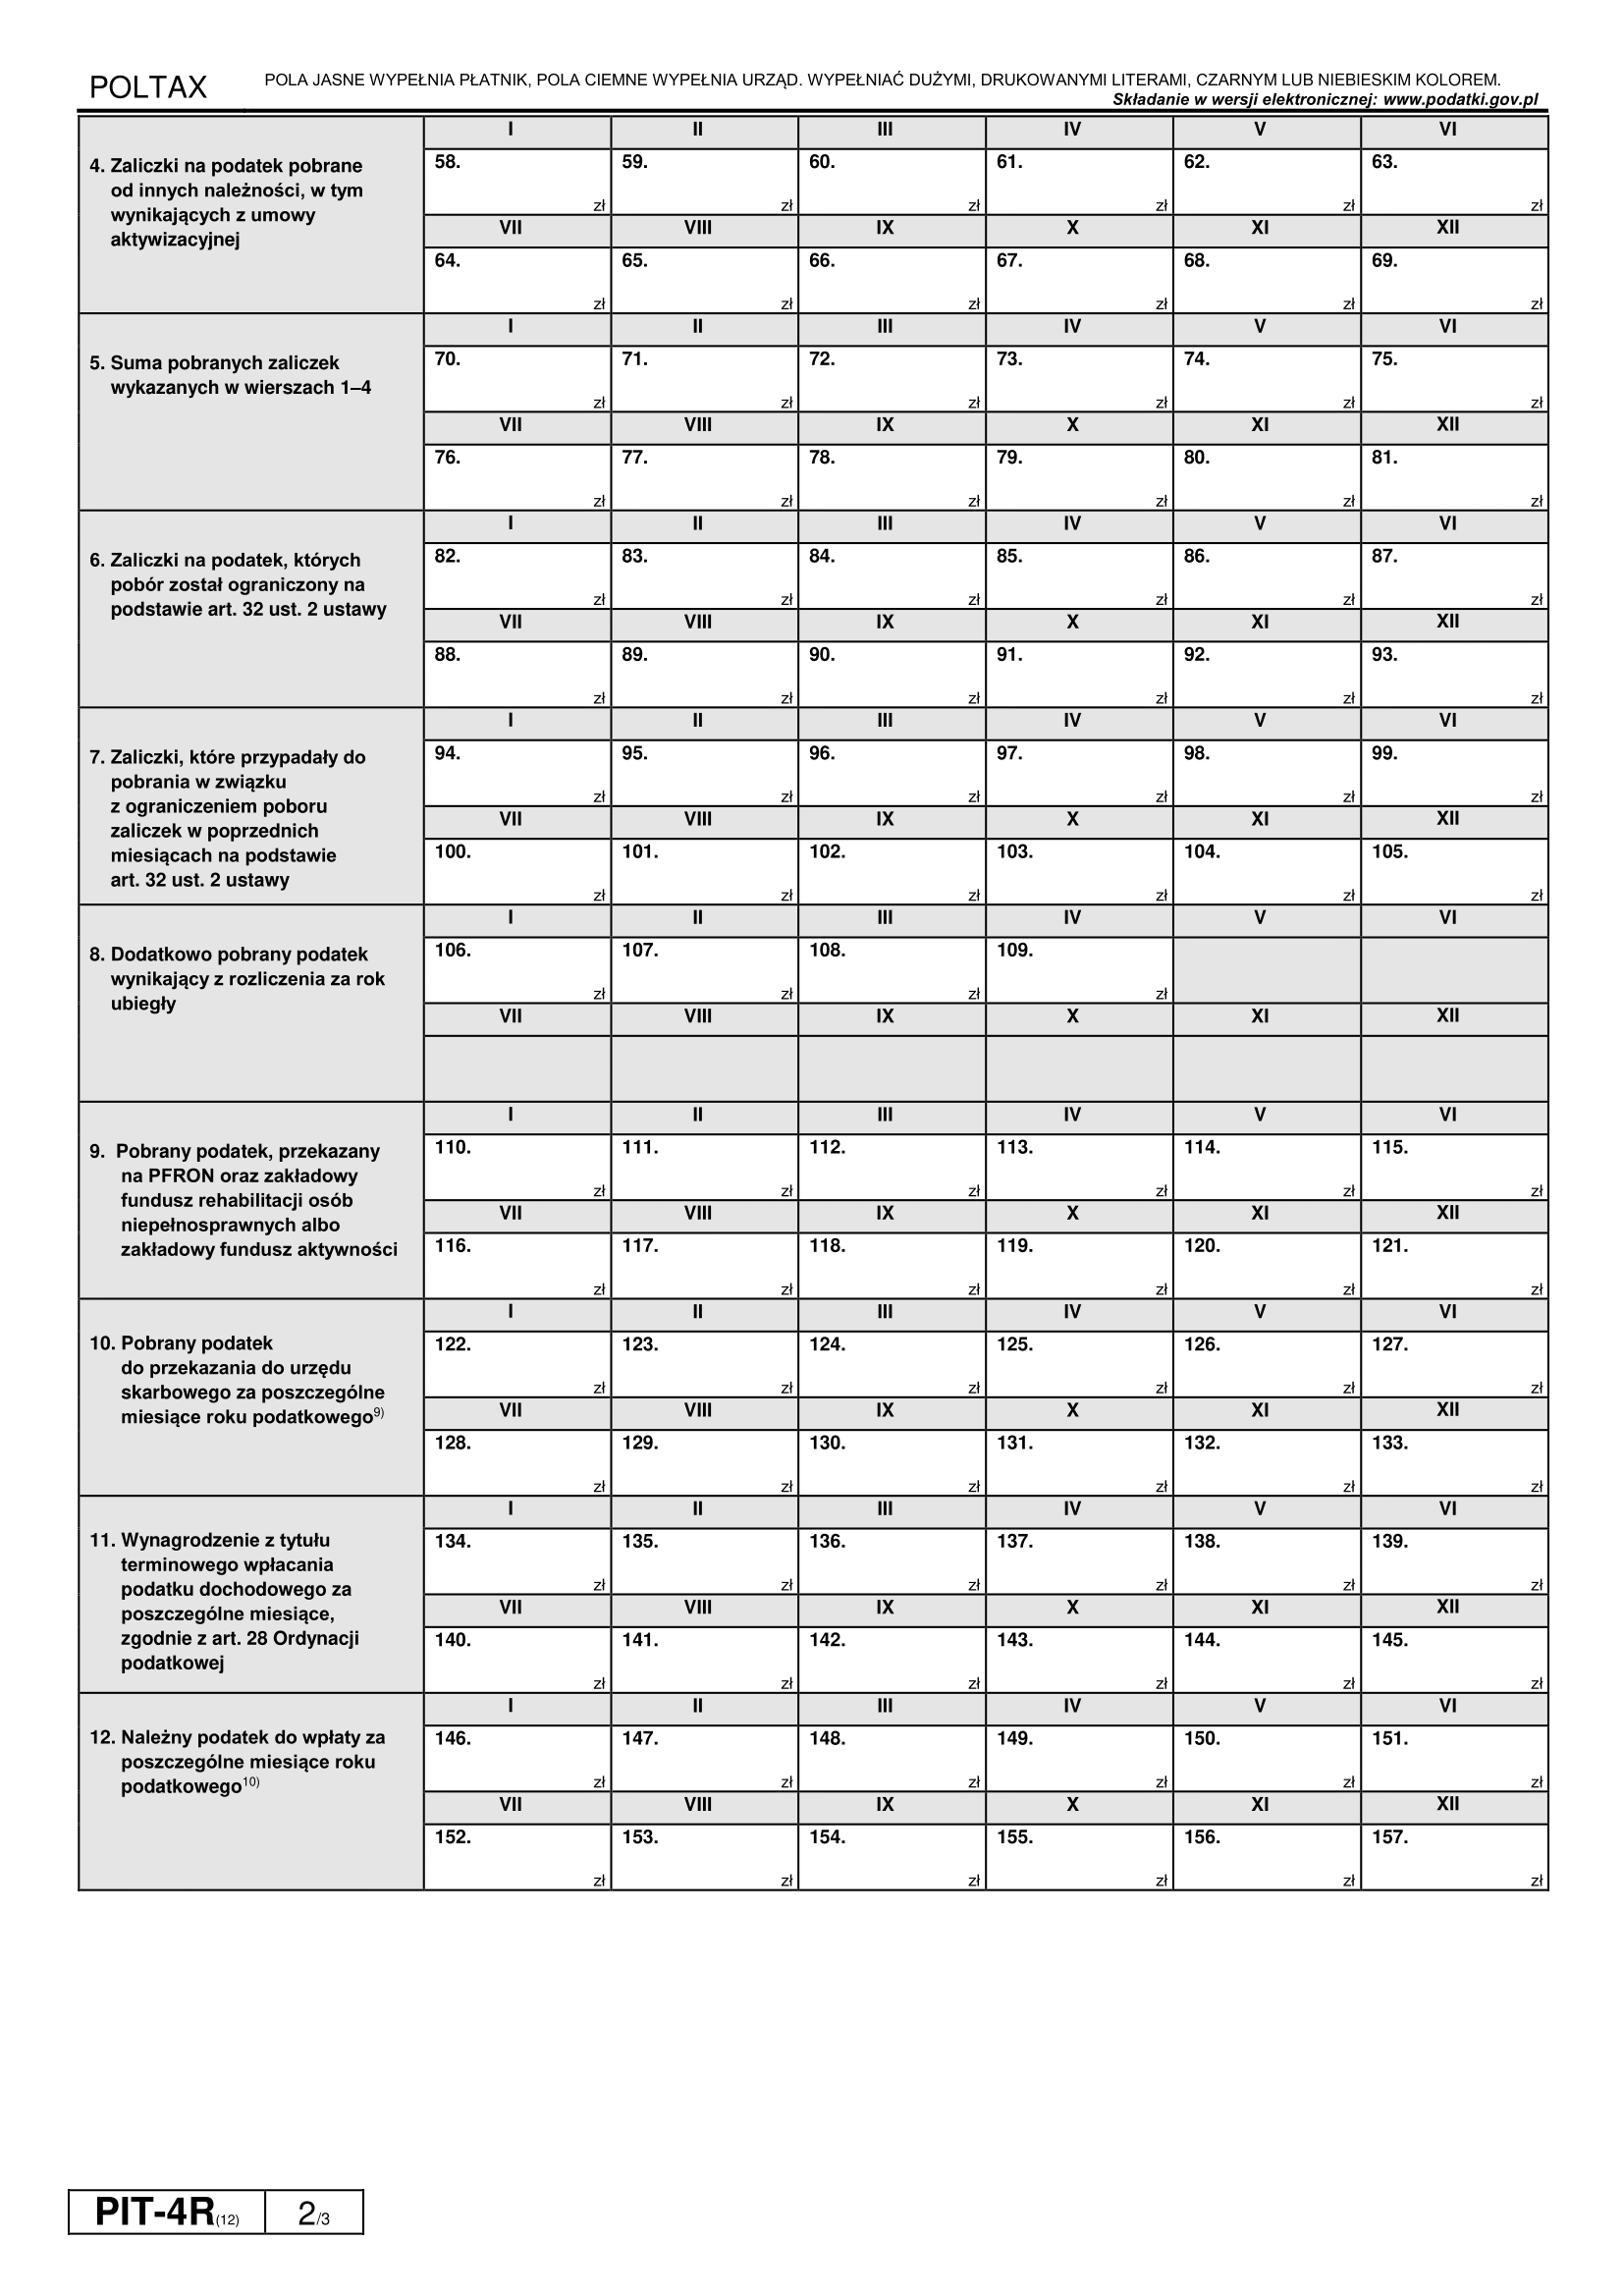 POLTAX
POLA JASNE WYPEŁNIA PŁATNIK, POLA CIEMNE WYPEŁNIA URZĄD. WYPEŁNIAĆ DUŻYMI, DRUKOWANYMI LITERAMI, CZARNYM LUB NIEBIESKIM KOLOREM.
Składanie w wersji elektronicznej: www.podatki.gov.pl
4. Zaliczki na podatek pobrane
od innych należności, w tym
wynikających z umowy
aktywizacyjnej
I II III IV V VI
58. 59. 60. 61. 62. 63.
zł zł zł zł zł zł
VII VIII IX X XI XII
64. 65. 66. 67. 68. 69.
zł zł zł zł zł zł
5. Suma pobranych zaliczek
wykazanych w wierszach 1–4
I II III IV V VI
70. 71. 72. 73. 74. 75.
zł zł zł zł zł zł
VII VIII IX X XI XII
76. 77. 78. 79. 80. 81.
zł zł zł zł zł zł
6. Zaliczki na podatek, których
pobór został ograniczony na
podstawie art. 32 ust. 2 ustawy
I II III IV V VI
82. 83. 84. 85. 86. 87.
zł zł zł zł zł zł
VII VIII IX X XI XII
88. 89. 90. 91. 92. 93.
zł zł zł zł zł zł
7. Zaliczki, które przypadały do
pobrania w związku
z ograniczeniem poboru
zaliczek w poprzednich
miesiącach na podstawie
art. 32 ust. 2 ustawy
I II III IV V VI
94. 95. 96. 97. 98. 99.
zł zł zł zł zł zł
VII VIII IX X XI XII
100. 101. 102. 103. 104. 105.
zł zł zł zł zł zł
8. Dodatkowo pobrany podatek
wynikający z rozliczenia za rok
ubiegły
I II III IV V VI
106. 107. 108. 109.
zł zł zł zł
VII VIII IX X XI XII
9. Pobrany podatek, przekazany
na PFRON oraz zakładowy
fundusz rehabilitacji osób
niepełnosprawnych albo
zakładowy fundusz aktywności
I II III IV V VI
110. 111. 112. 113. 114. 115.
zł zł zł zł zł zł
VII VIII IX X XI XII
116. 117. 118. 119. 120. 121.
zł zł zł zł zł zł
10. Pobrany podatek
do przekazania do urzędu
skarbowego za poszczególne
miesiące roku podatkowego9)
I II III IV V VI
122. 123. 124. 125. 126. 127.
zł zł zł zł zł zł
VII VIII IX X XI XII
128. 129. 130. 131. 132. 133.
zł zł zł zł zł zł
11. Wynagrodzenie z tytułu
terminowego wpłacania
podatku dochodowego za
poszczególne miesiące,
zgodnie z art. 28 Ordynacji
podatkowej
I II III IV V VI
134. 135. 136. 137. 138. 139.
zł zł zł zł zł zł
VII VIII IX X XI XII
140. 141. 142. 143. 144. 145.
zł zł zł zł zł zł
12. Należny podatek do wpłaty za
poszczególne miesiące roku
podatkowego10)
I II III IV V VI
146. 147. 148. 149. 150. 151.
zł zł zł zł zł zł
VII VIII IX X XI XII
152. 153. 154. 155. 156. 157.
zł zł zł zł zł zł
PIT-4R(12) 2/3